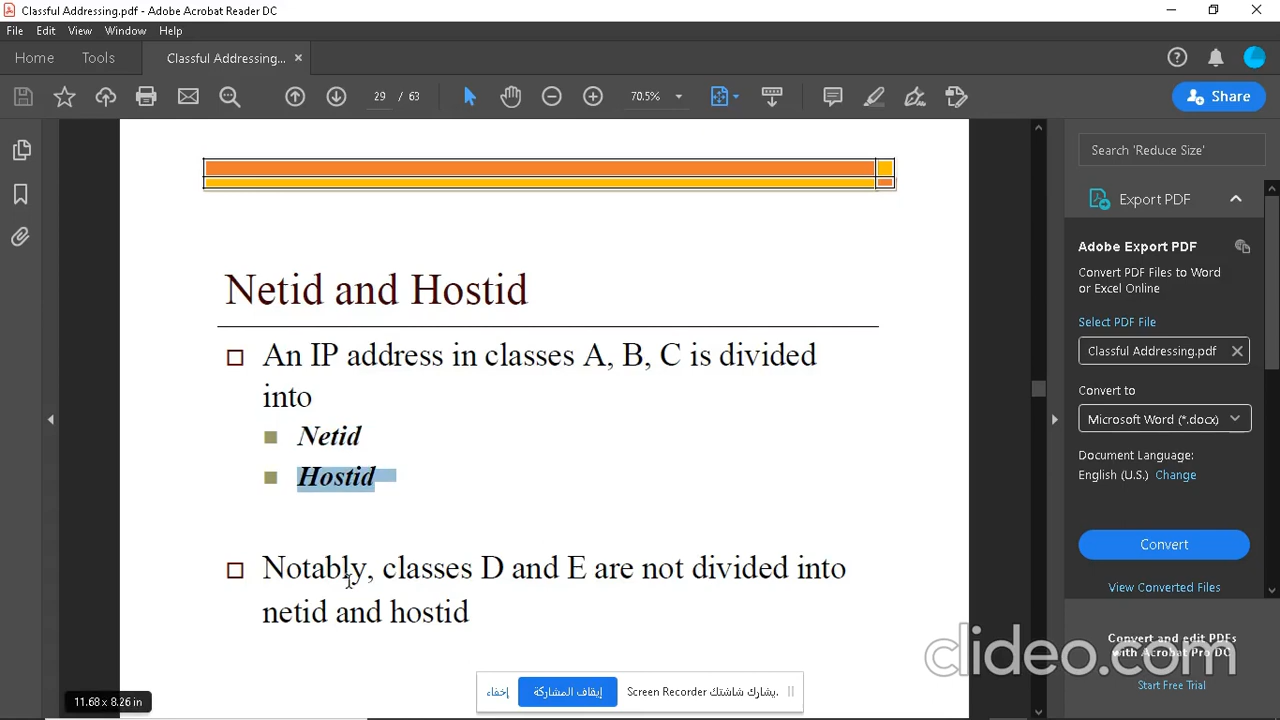 Classful Addressing.pdf - Adobe Acrobat Reader DC
File Edit View Window Help
Home Tools Classful Addressing... ×
29 / 63 70.5% Share
Search 'Reduce Size'
Export PDF
Adobe Export PDF
Convert PDF Files to Word
or Excel Online
Select PDF File
Classful Addressing.pdf
Convert to
Microsoft Word (*.docx)
Document Language:
English (U.S.) Change
Convert
View Converted Files
Convert and edit PDFs
with Acrobat Pro DC
Start Free Trial
Netid and Hostid
An IP address in classes A, B, C is divided
into
Netid
Hostid
Notably, classes D and E are not divided into
netid and hostid
clideo.com
11.68 x 8.26 in
يشارك شاشتك Screen Recorder.
إيقاف المشاركة
إخفاء